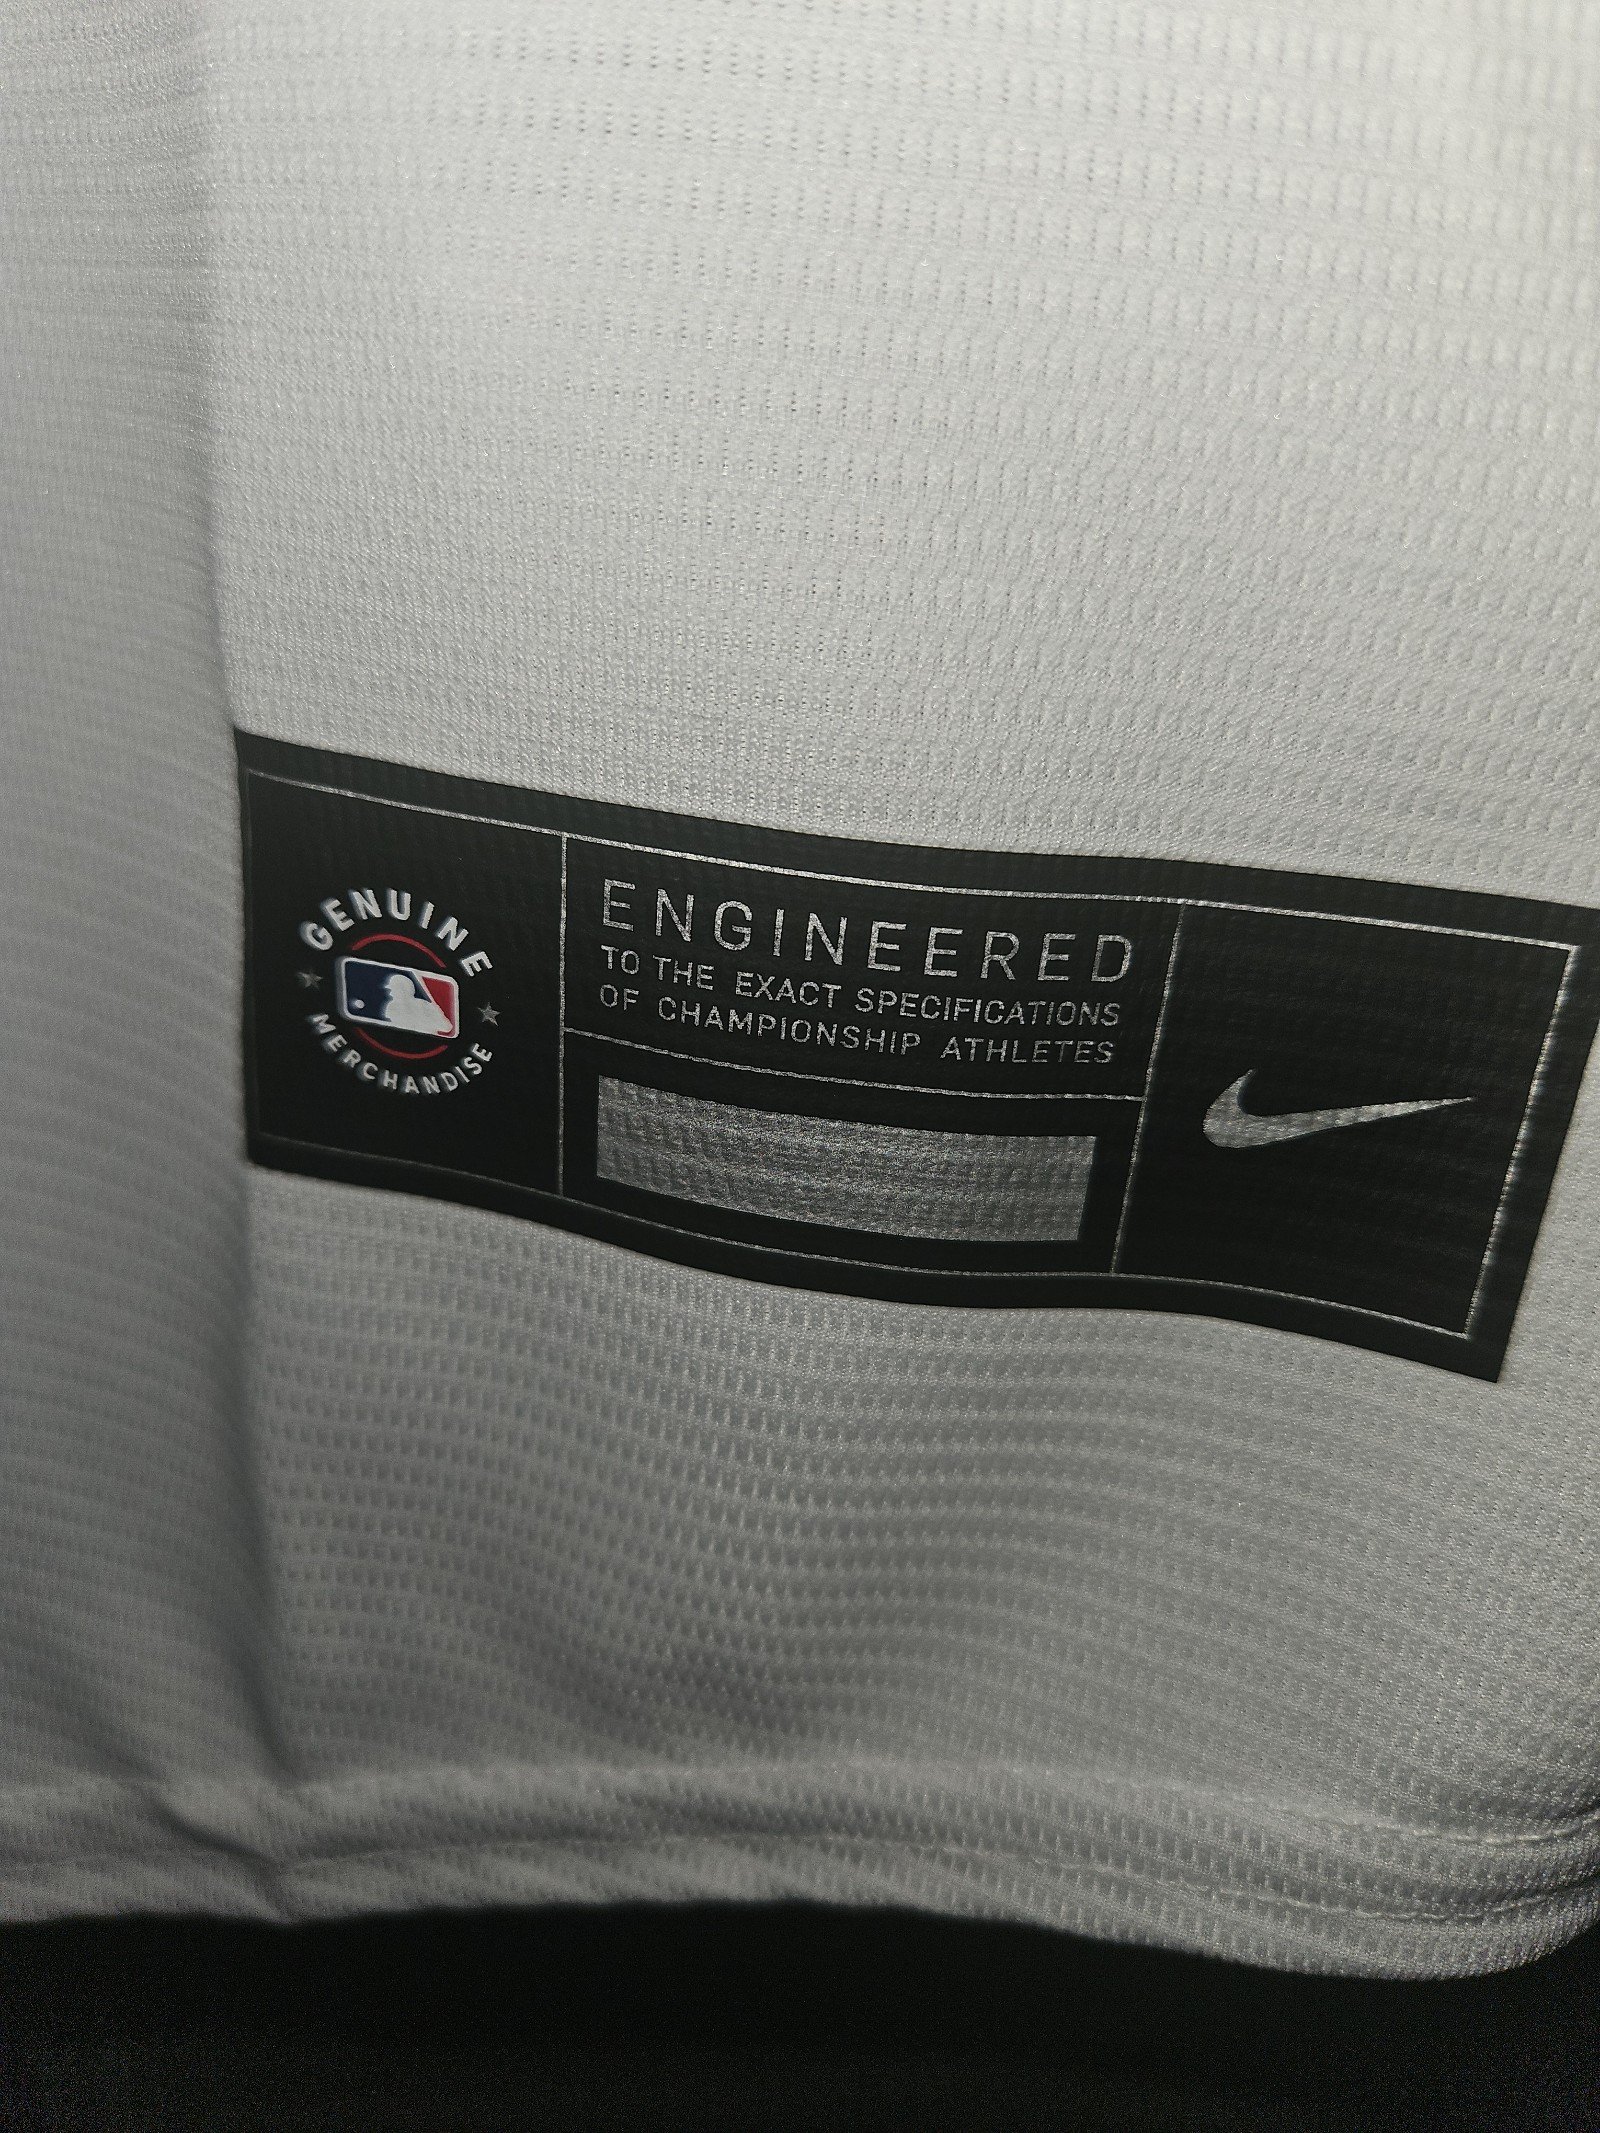 GENUINE
MERCHANDISE
ENGINEERED
TO THE EXACT SPECIFICATIONS
OF CHAMPIONSHIP ATHLETES